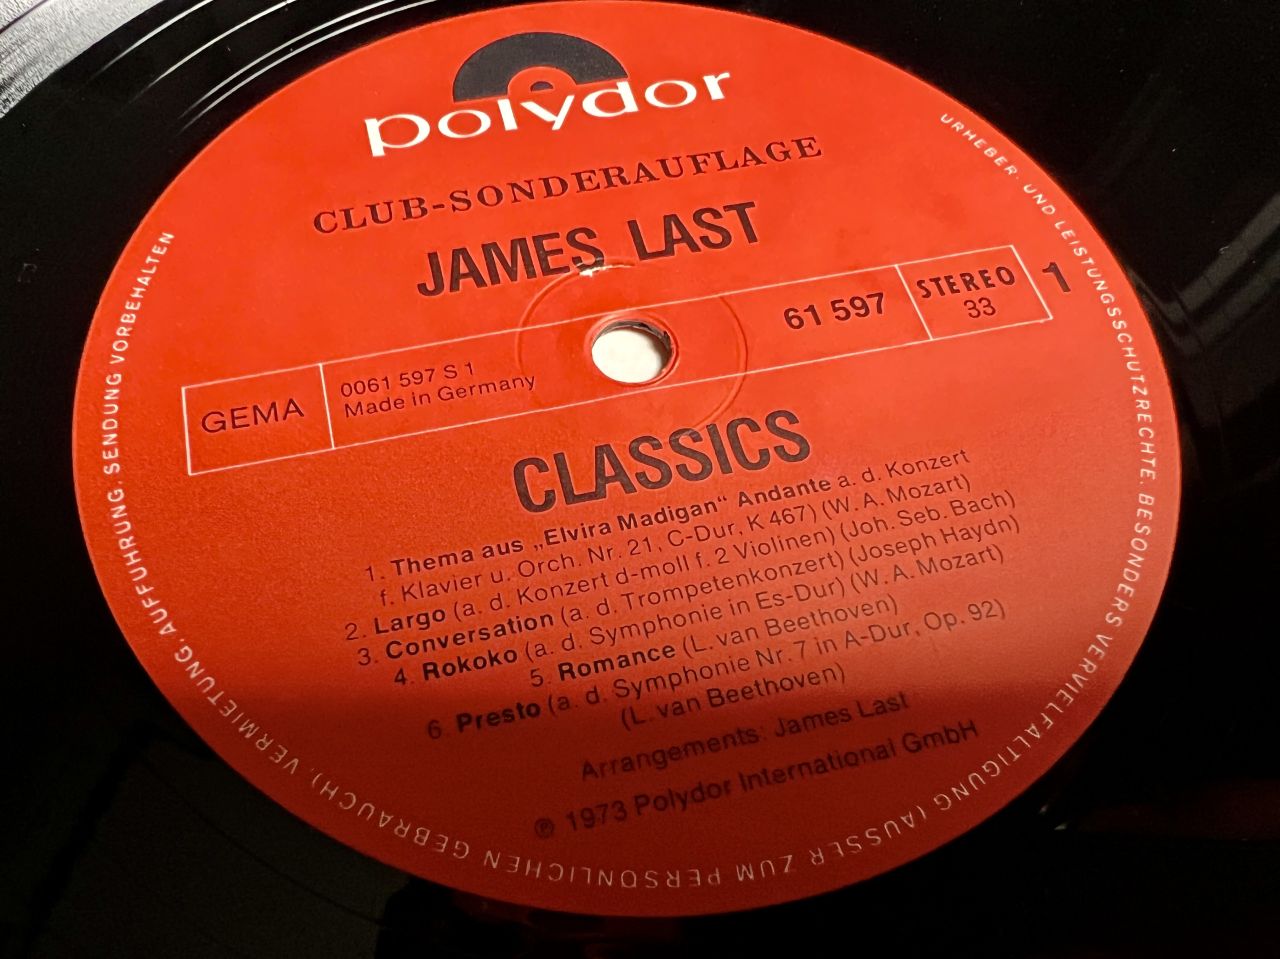 polydor
CLUB-SONDERAUFLAGE
JAMES LAST
GEMA
0061 597 S 1
Made in Germany
61 597
STEREO
33
1
CLASSICS
1. Thema aus „Elvira Madigan“ Andante a. d. Konzert
f. Klavier u. Orch. Nr. 21, C-Dur, K 467) (W. A. Mozart)
2. Largo (a. d. Konzert d-moll f. 2 Violinen) (Joh. Seb. Bach)
3. Conversation (a. d. Trompetenkonzert) (Joseph Haydn)
4. Rokoko (a. d. Symphonie in Es-Dur) (W. A. Mozart)
5. Romance (L. van Beethoven)
6. Presto (a. d. Symphonie Nr. 7 in A-Dur, Op. 92)
(L. van Beethoven)
Arrangements: James Last
℗ 1973 Polydor International GmbH
URHEBER- UND LEISTUNGSSCHUTZRECHTE, BESONDERS VERVIELFÄLTIGUNG (AUSSER ZUM PERSÖNLICHEN GEBRAUCH), VERMIETUNG, AUFFÜHRUNG, SENDUNG VORBEHALTEN